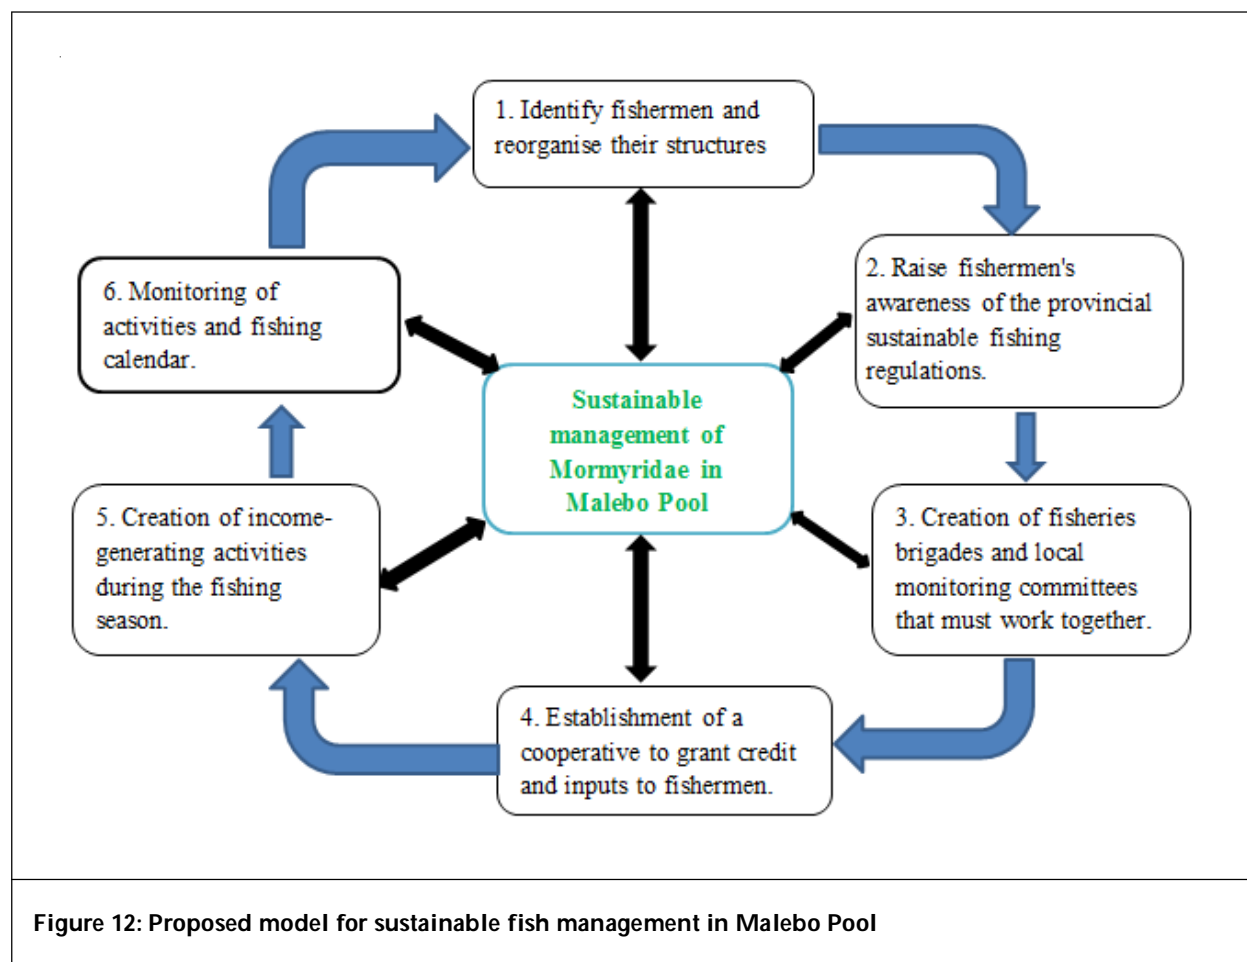 1. Identify fishermen and
reorganise their structures
2. Raise fishermen's
awareness of the provincial
sustainable fishing
regulations.
3. Creation of fisheries
brigades and local
monitoring committees
that must work together.
4. Establishment of a
cooperative to grant credit
and inputs to fishermen.
5. Creation of income-
generating activities
during the fishing
season.
6. Monitoring of
activities and fishing
calendar.
Sustainable
management of
Mormyridae in
Malebo Pool
Figure 12: Proposed model for sustainable fish management in Malebo Pool